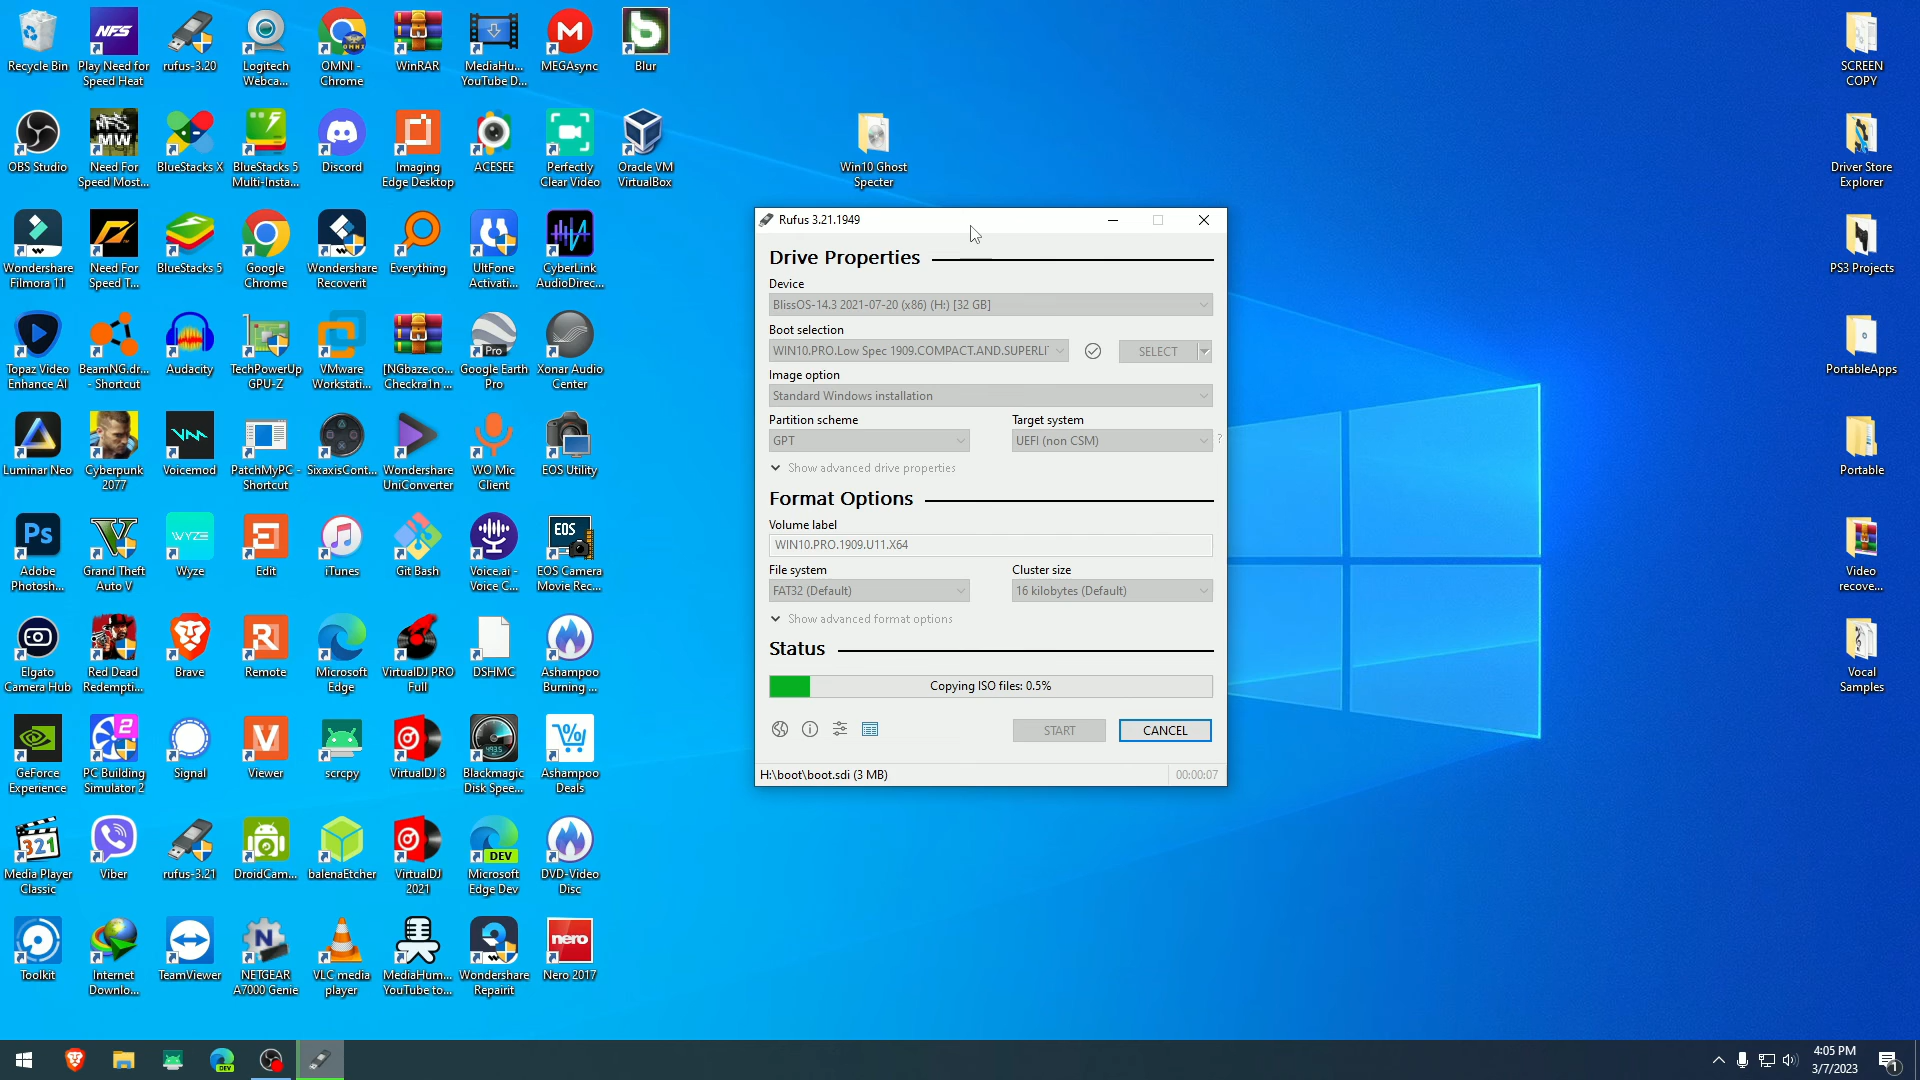 Recycle Bin
Play Need for
Speed Heat
rufus-3.20
Logitech
Webca...
OMNI -
Chrome
WinRAR
MediaHu...
YouTube D...
MEGAsync
Blur
SCREEN
COPY
OBS Studio
Need For
Speed Most...
BlueStacks X
BlueStacks 5
Multi-Insta...
Discord
Imaging
Edge Desktop
ACESEE
Perfectly
Clear Video
Oracle VM
VirtualBox
Win10 Ghost
Specter
Driver Store
Explorer
Wondershare
Filmora 11
Need For
Speed T...
BlueStacks 5
Google
Chrome
Wondershare
Recoverit
Everything
UltFone
Activati...
CyberLink
AudioDirec...
PS3 Projects
Topaz Video
Enhance AI
BeamNG.dr...
- Shortcut
Audacity
TechPowerUp
GPU-Z
VMware
Workstati...
[NGbaze.co...
Checkra1n ...
Google Earth
Pro
Xonar Audio
Center
PortableApps
Luminar Neo
Cyberpunk
2077
Voicemod
PatchMyPC -
Shortcut
SixaxisCont...
Wondershare
UniConverter
WO Mic
Client
EOS Utility
Portable
Adobe
Photosh...
Grand Theft
Auto V
Wyze
Edit
iTunes
Git Bash
Voice.ai -
Voice C...
EOS Camera
Movie Rec...
Video
recove...
Elgato
Camera Hub
Red Dead
Redempti...
Brave
Remote
Microsoft
Edge
VirtualDJ PRO
Full
DSHMC
Ashampoo
Burning ...
Vocal
Samples
GeForce
Experience
PC Building
Simulator 2
Signal
Viewer
scrcpy
VirtualDJ 8
Blackmagic
Disk Spee...
Ashampoo
Deals
Media Player
Classic
Viber
rufus-3.21
DroidCam...
balenaEtcher
VirtualDJ
2021
Microsoft
Edge Dev
DVD-Video
Disc
Toolkit
Internet
Downlo...
TeamViewer
NETGEAR
A7000 Genie
VLC media
player
MediaHum...
YouTube to...
Wondershare
Repairit
Nero 2017
Rufus 3.21.1949
Drive Properties
Device
BlissOS-14.3 2021-07-20 (x86) (H:) [32 GB]
Boot selection
WIN10.PRO.Low Spec 1909.COMPACT.AND.SUPERLI
SELECT
Image option
Standard Windows installation
Partition scheme
Target system
GPT
UEFI (non CSM)
?
Show advanced drive properties
Format Options
Volume label
WIN10.PRO.1909.U11.X64
File system
Cluster size
FAT32 (Default)
16 kilobytes (Default)
Show advanced format options
Status
Copying ISO files: 0.5%
START
CANCEL
H:\boot\boot.sdi (3 MB)
00:00:07
4:05 PM
3/7/2023
1